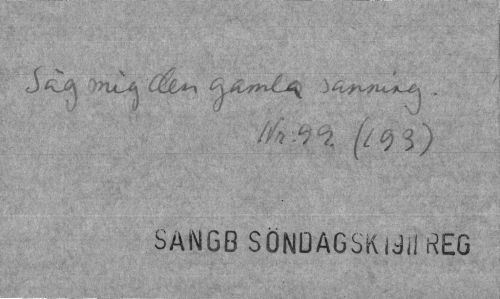 Säg mig den gamla sanning.
Nr. 99. (193)
SANGB SÖNDAGSK 1911 REG